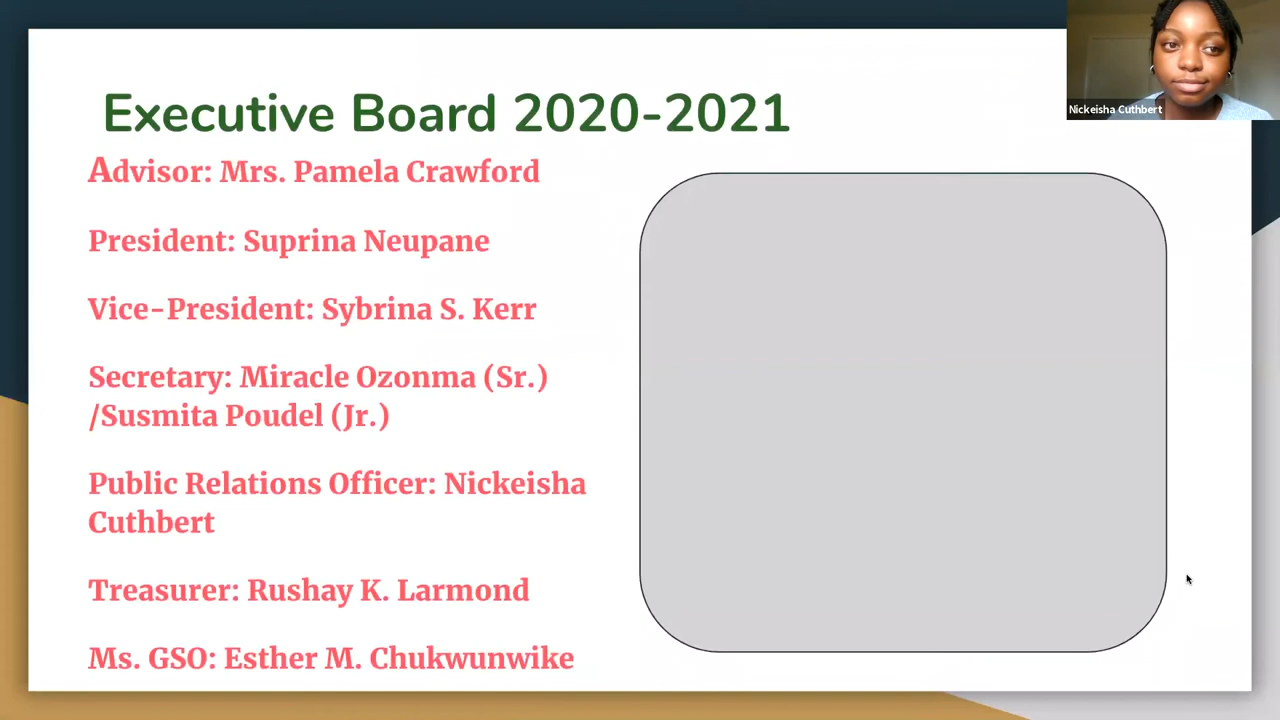 Executive Board 2020-2021
Nickeisha Cuthbert
Advisor: Mrs. Pamela Crawford
President: Suprina Neupane
Vice-President: Sybrina S. Kerr
Secretary: Miracle Ozonma (Sr.)
/Susmita Poudel (Jr.)
Public Relations Officer: Nickeisha
Cuthbert
Treasurer: Rushay K. Larmond
Ms. GSO: Esther M. Chukwunwike